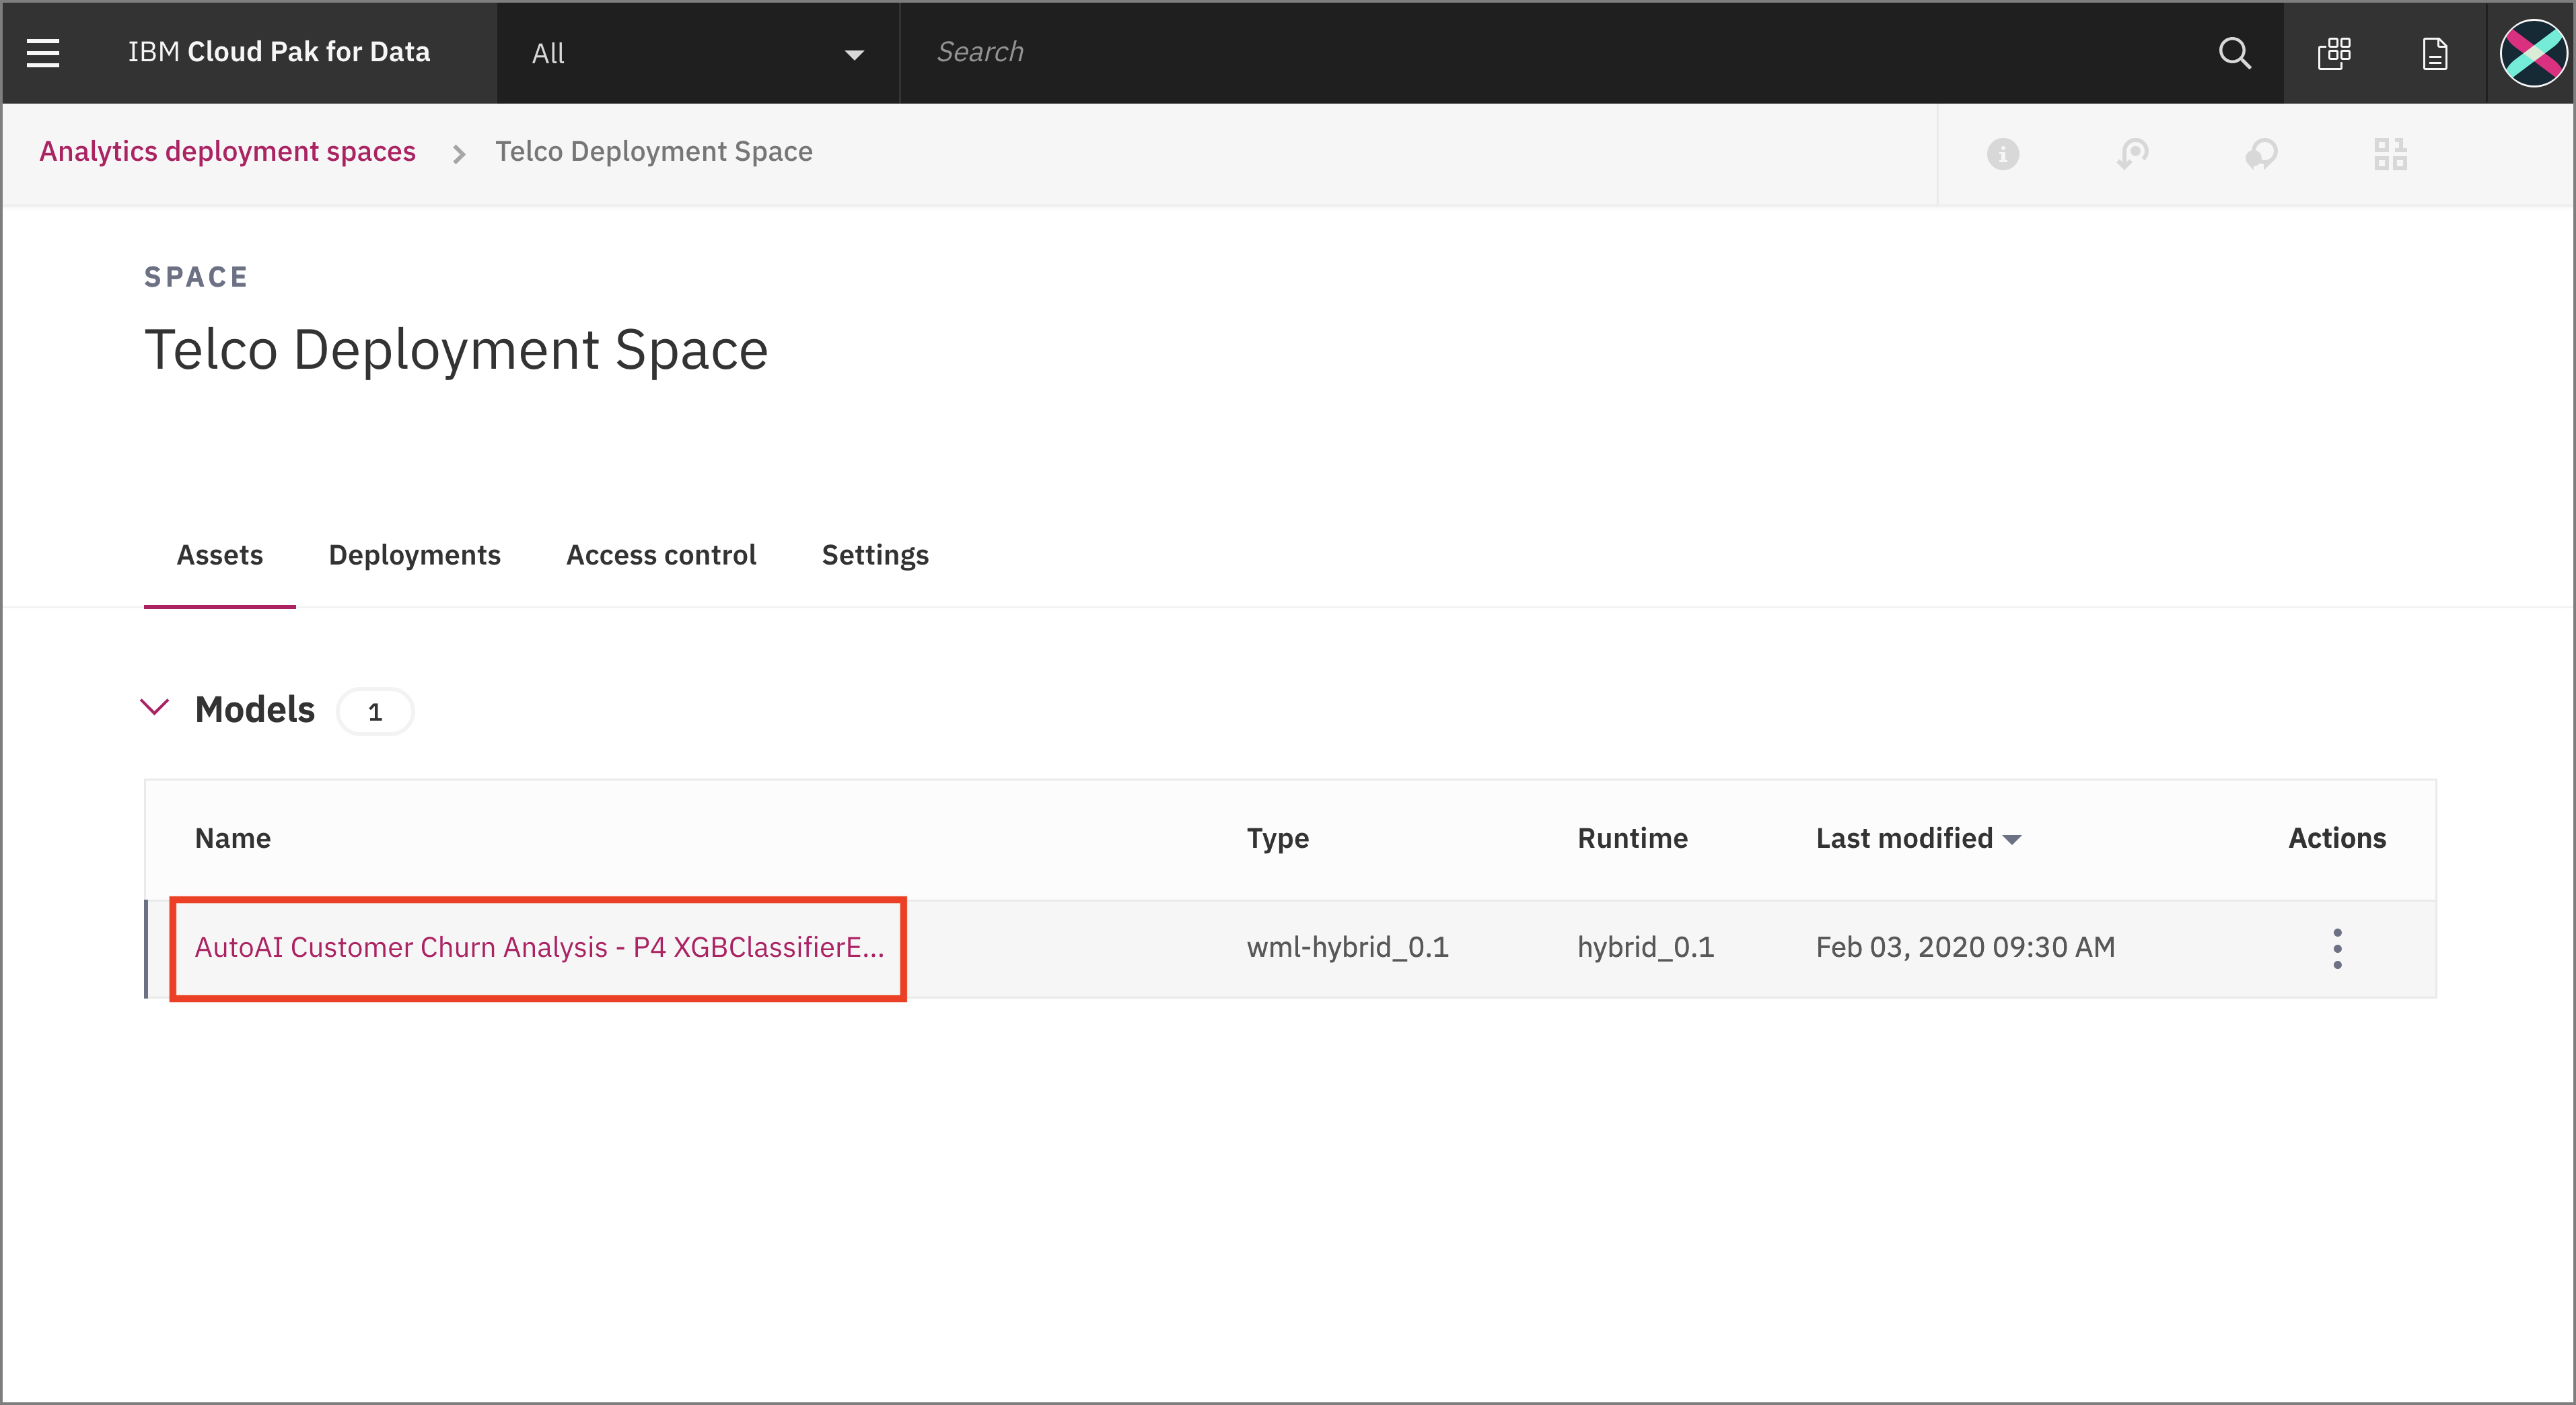 IBM Cloud Pak for Data All Search
Analytics deployment spaces Telco Deployment Space
SPACE
Telco Deployment Space
Assets Deployments Access control Settings
Models 1
Name Type Runtime Last modified Actions
AutoAI Customer Churn Analysis - P4 XGBClassifierE... wml-hybrid_0.1 hybrid_0.1 Feb 03, 2020 09:30 AM